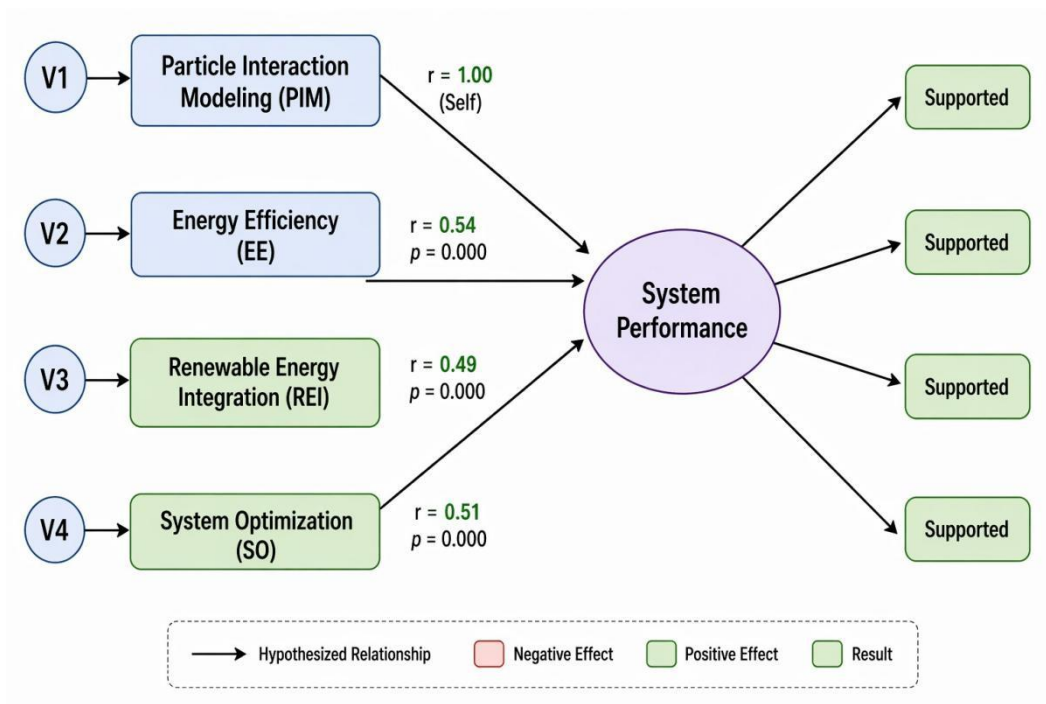 V1
Particle Interaction
Modeling (PIM)
r = 1.00
(Self)
Supported
V2
Energy Efficiency
(EE)
r = 0.54
p = 0.000
Supported
System
Performance
V3
Renewable Energy
Integration (REI)
r = 0.49
p = 0.000
Supported
V4
System Optimization
(SO)
r = 0.51
p = 0.000
Supported
Hypothesized Relationship
Negative Effect
Positive Effect
Result